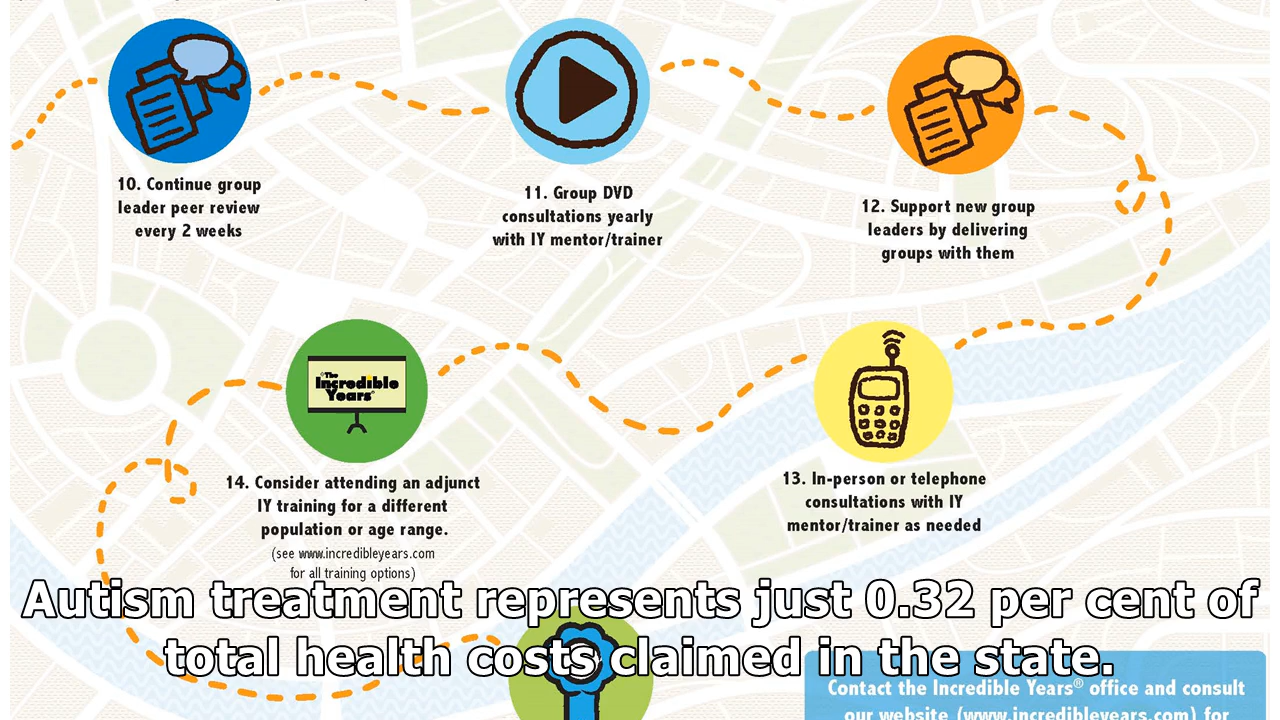 10. Continue group
leader peer review
every 2 weeks
11. Group DVD
consultations yearly
with IY mentor/trainer
12. Support new group
leaders by delivering
groups with them
The
Incredible
Years®
14. Consider attending an adjunct
IY training for a different
population or age range.
(see www.incredibleyears.com
for all training options)
13. In-person or telephone
consultations with IY
mentor/trainer as needed
Autism treatment represents just 0.32 per cent of
total health costs claimed in the state.
Contact the Incredible Years® office and consult
our website (www.incredibleyears.com) for